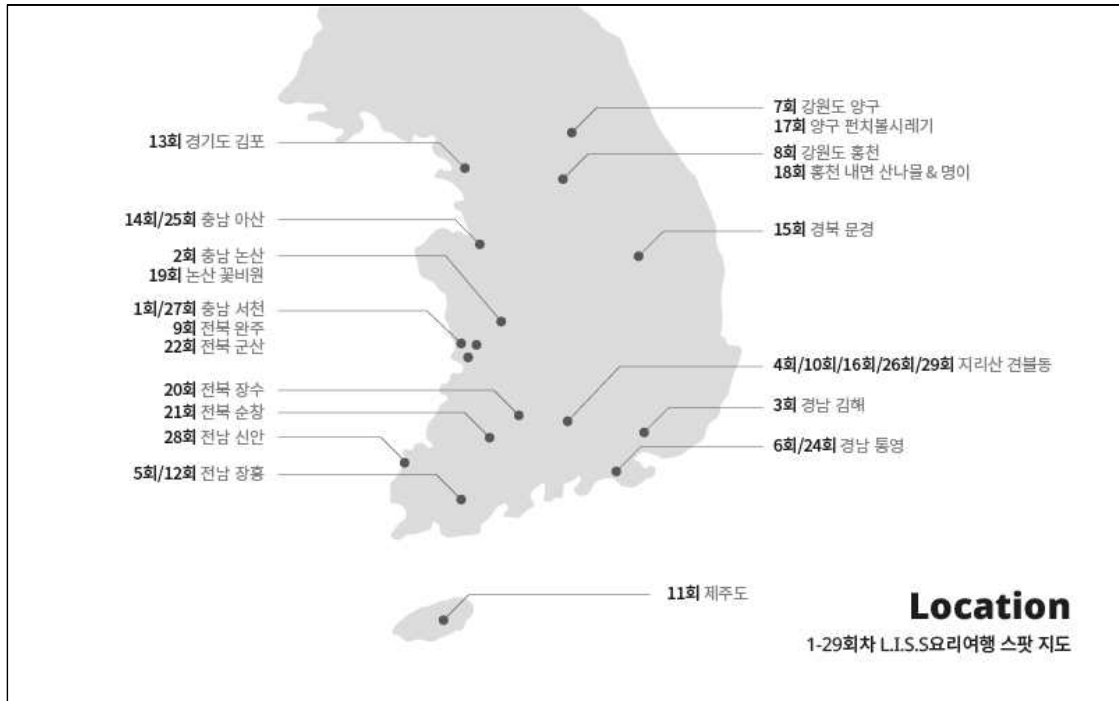 13회 경기도 김포
14회/25회 충남 아산
2회 충남 논산
19회 논산 꽃비원
1회/27회 충남 서천
9회 전북 완주
22회 전북 군산
20회 전북 장수
21회 전북 순창
28회 전남 신안
5회/12회 전남 장흥
7회 강원도 양구
17회 양구 펀치볼시레기
8회 강원도 홍천
18회 홍천 내면 산나물 & 명이
15회 경북 문경
4회/10회/16회/26회/29회 지리산 견불동
3회 경남 김해
6회/24회 경남 통영
11회 제주도
Location
1-29회차 L.I.S.S요리여행 스팟 지도